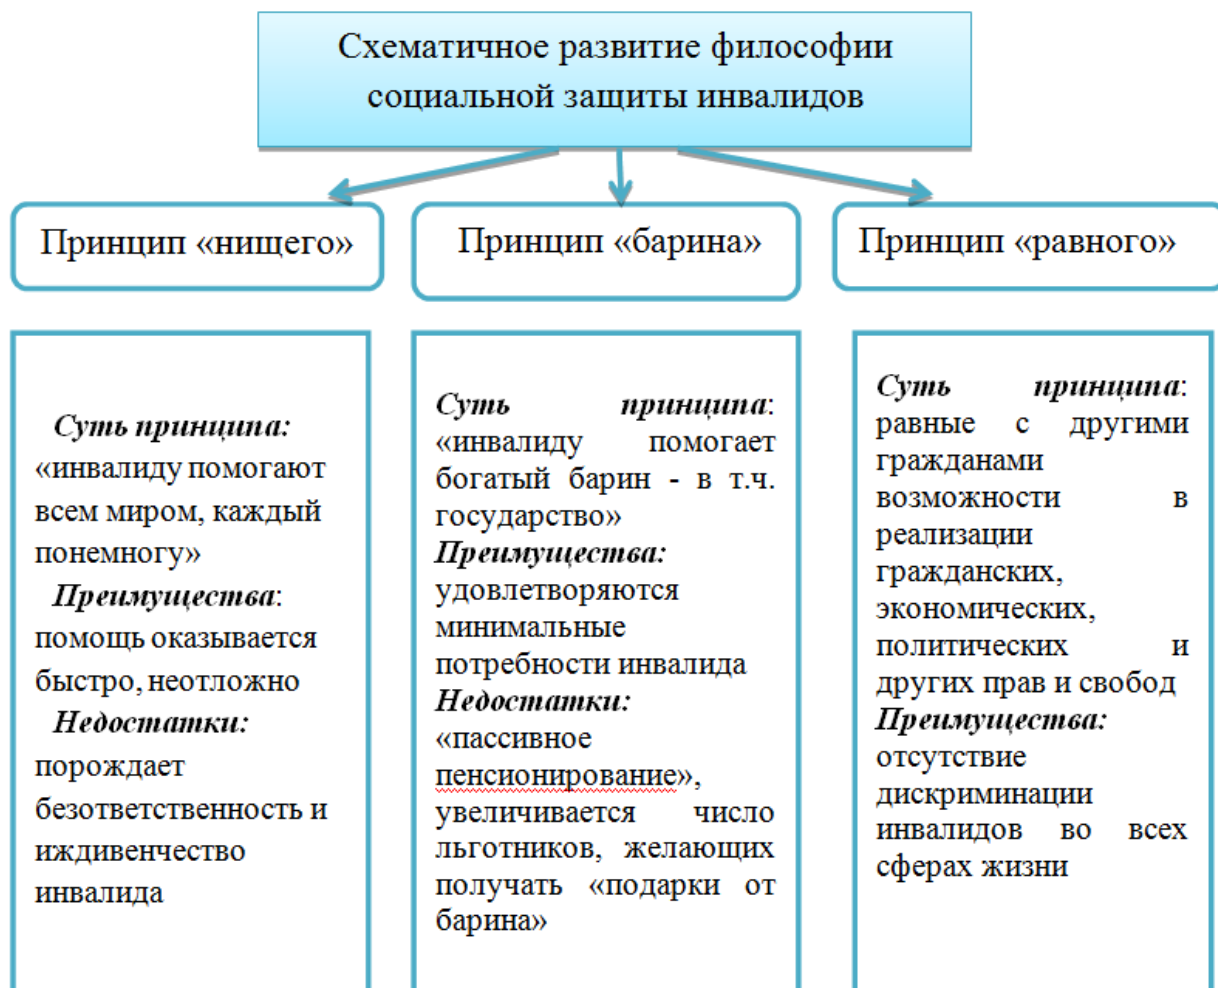 Схематичное развитие философии
социальной защиты инвалидов
Принцип «нищего»
Принцип «барина»
Принцип «равного»
Суть принципа:
«инвалиду помогают
всем миром, каждый
понемногу»
Преимущества:
помощь оказывается
быстро, неотложно
Недостатки:
порождает
безответственность и
иждивенчество
инвалида
Суть принципа:
«инвалиду помогает
богатый барин - в т.ч.
государство»
Преимущества:
удовлетворяются
минимальные
потребности инвалида
Недостатки:
«пассивное
пенсионирование»,
увеличивается число
льготников, желающих
получать «подарки от
барина»
Суть принципа:
равные с другими
гражданами
возможности в
реализации
гражданских,
экономических,
политических и
других прав и свобод
Преимущества:
отсутствие
дискриминации
инвалидов во всех
сферах жизни